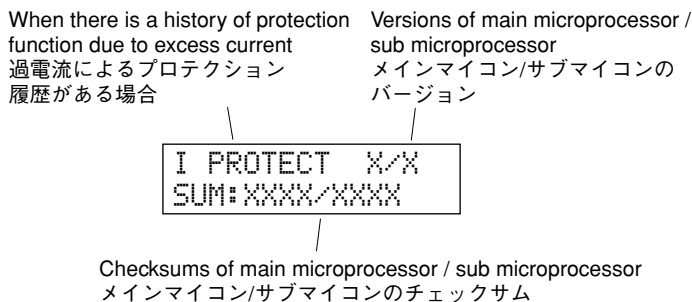 When there is a history of protection
function due to excess current
過電流によるプロテクション
履歴がある場合
Versions of main microprocessor /
sub microprocessor
メインマイコン/サブマイコンの
バージョン
I PROTECT X/X
SUM:XXXX/XXXX
Checksums of main microprocessor / sub microprocessor
メインマイコン/サブマイコンのチェックサム